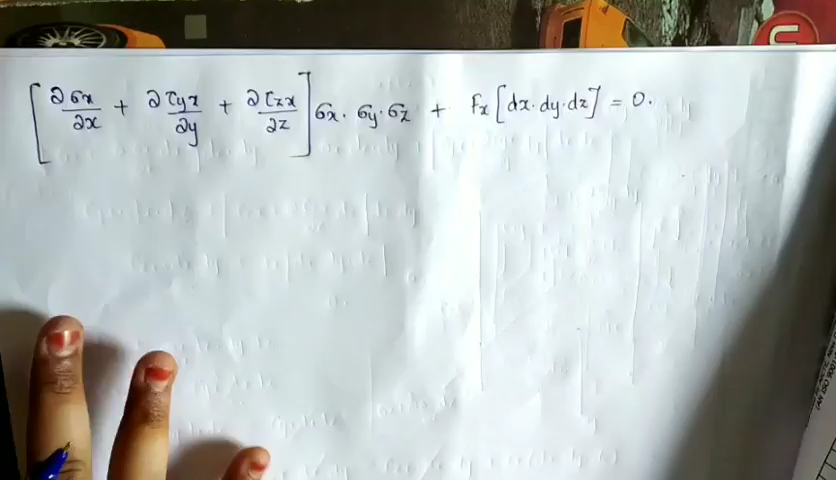 [∂σx/∂x + ∂τyx/∂y + ∂τzx/∂z] σx. σy. σz + Fx [dx. dy. dz] = 0.